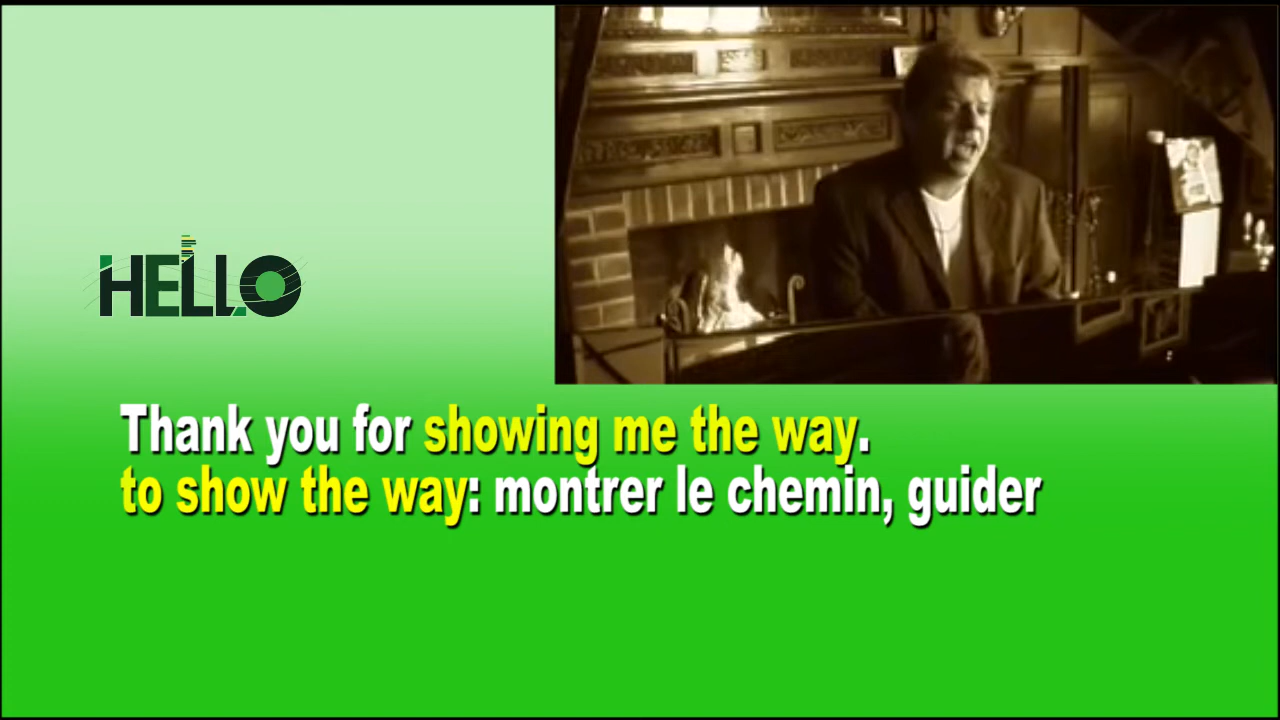 HELLO
Thank you for showing me the way.
to show the way: montrer le chemin, guider